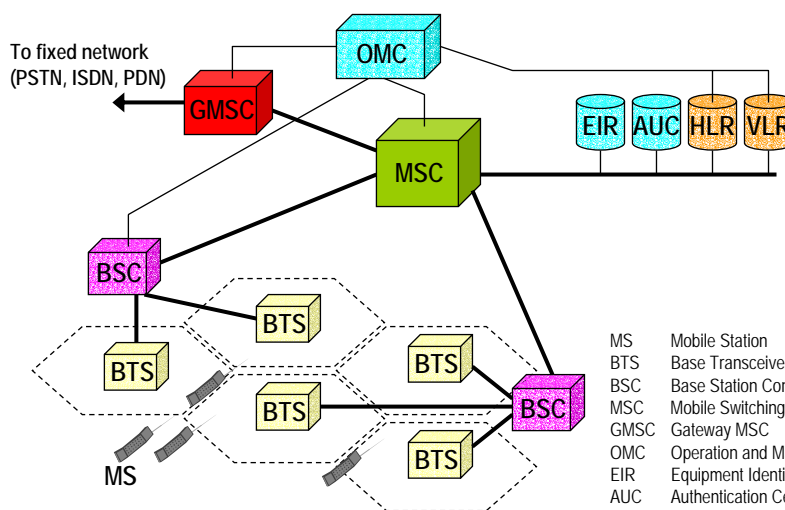 To fixed network
(PSTN, ISDN, PDN)
OMC
GMSC
EIR
AUC
HLR
VLR
MSC
BSC
BTS
BTS
BTS
BTS
BSC
BTS
MS
MS Mobile Station
BTS Base Transceive
BSC Base Station Con
MSC Mobile Switching
GMSC Gateway MSC
OMC Operation and M
EIR Equipment Identi
AUC Authentication Ce